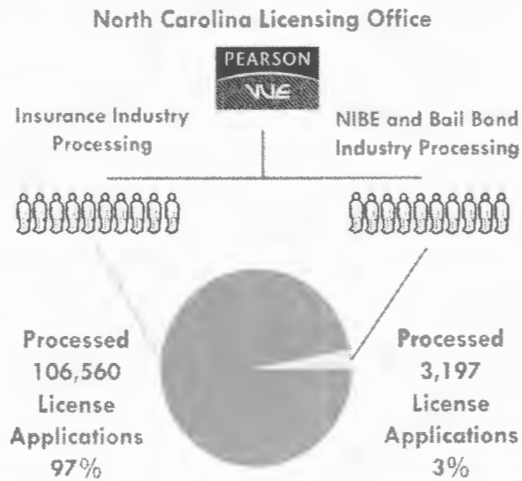 North Carolina Licensing Office
PEARSON
VUE
Insurance Industry
Processing
NIBE and Bail Bond
Industry Processing
Processed
106,560
License
Applications
97%
Processed
3,197
License
Applications
3%